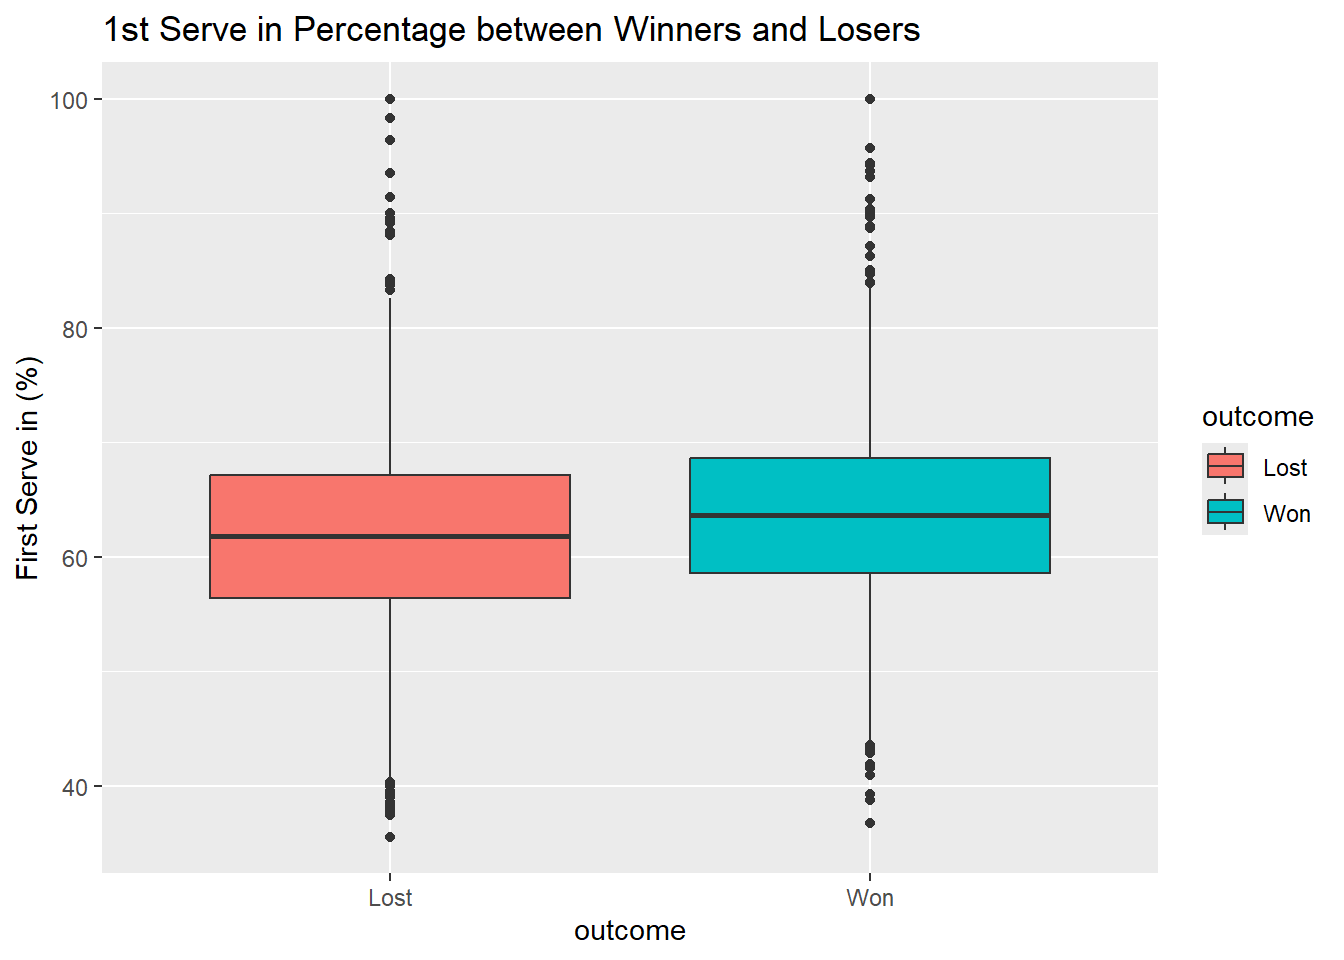 1st Serve in Percentage between Winners and Losers
100
80
60
40
First Serve in (%)
Lost
Won
outcome
outcome
Lost
Won